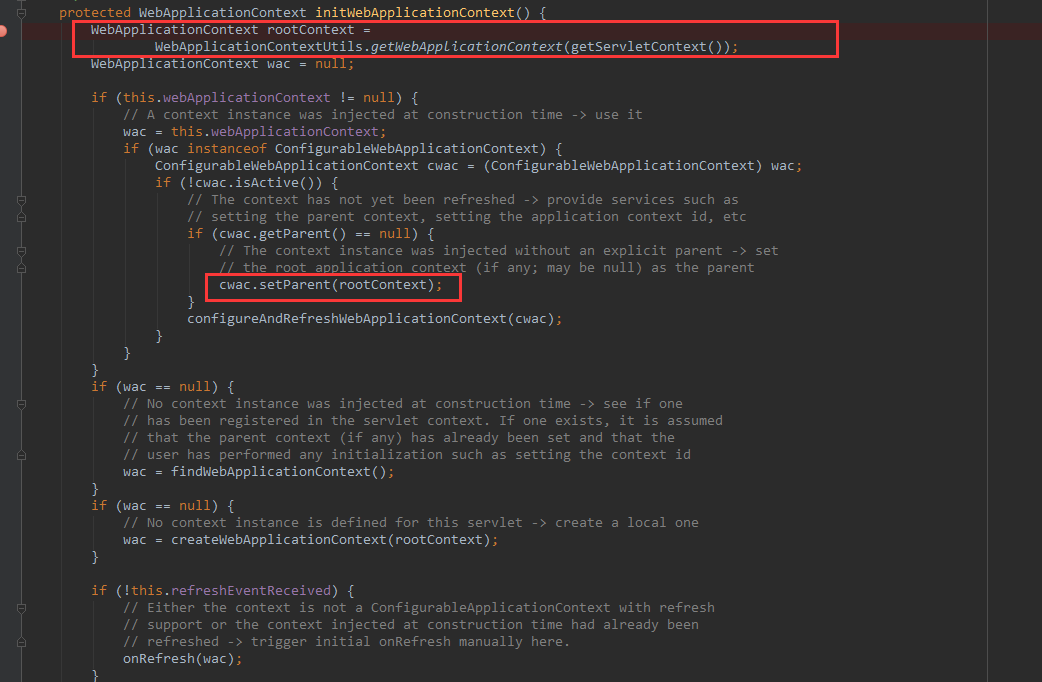 protected WebApplicationContext initWebApplicationContext() {
WebApplicationContext rootContext =
WebApplicationContextUtils.getWebApplicationContext(getServletContext());
WebApplicationContext wac = null;
if (this.webApplicationContext != null) {
// A context instance was injected at construction time -> use it
wac = this.webApplicationContext;
if (wac instanceof ConfigurableWebApplicationContext) {
ConfigurableWebApplicationContext cwac = (ConfigurableWebApplicationContext) wac;
if (!cwac.isActive()) {
// The context has not yet been refreshed -> provide services such as
// setting the parent context, setting the application context id, etc
if (cwac.getParent() == null) {
// The context instance was injected without an explicit parent -> set
// the root application context (if any; may be null) as the parent
cwac.setParent(rootContext);
}
configureAndRefreshWebApplicationContext(cwac);
}
}
}
if (wac == null) {
// No context instance was injected at construction time -> see if one
// has been registered in the servlet context. If one exists, it is assumed
// that the parent context (if any) has already been set and that the
// user has performed any initialization such as setting the context id
wac = findWebApplicationContext();
}
if (wac == null) {
// No context instance is defined for this servlet -> create a local one
wac = createWebApplicationContext(rootContext);
}
if (!this.refreshEventReceived) {
// Either the context is not a ConfigurableApplicationContext with refresh
// support or the context injected at construction time had already been
// refreshed -> trigger initial onRefresh manually here.
onRefresh(wac);
}